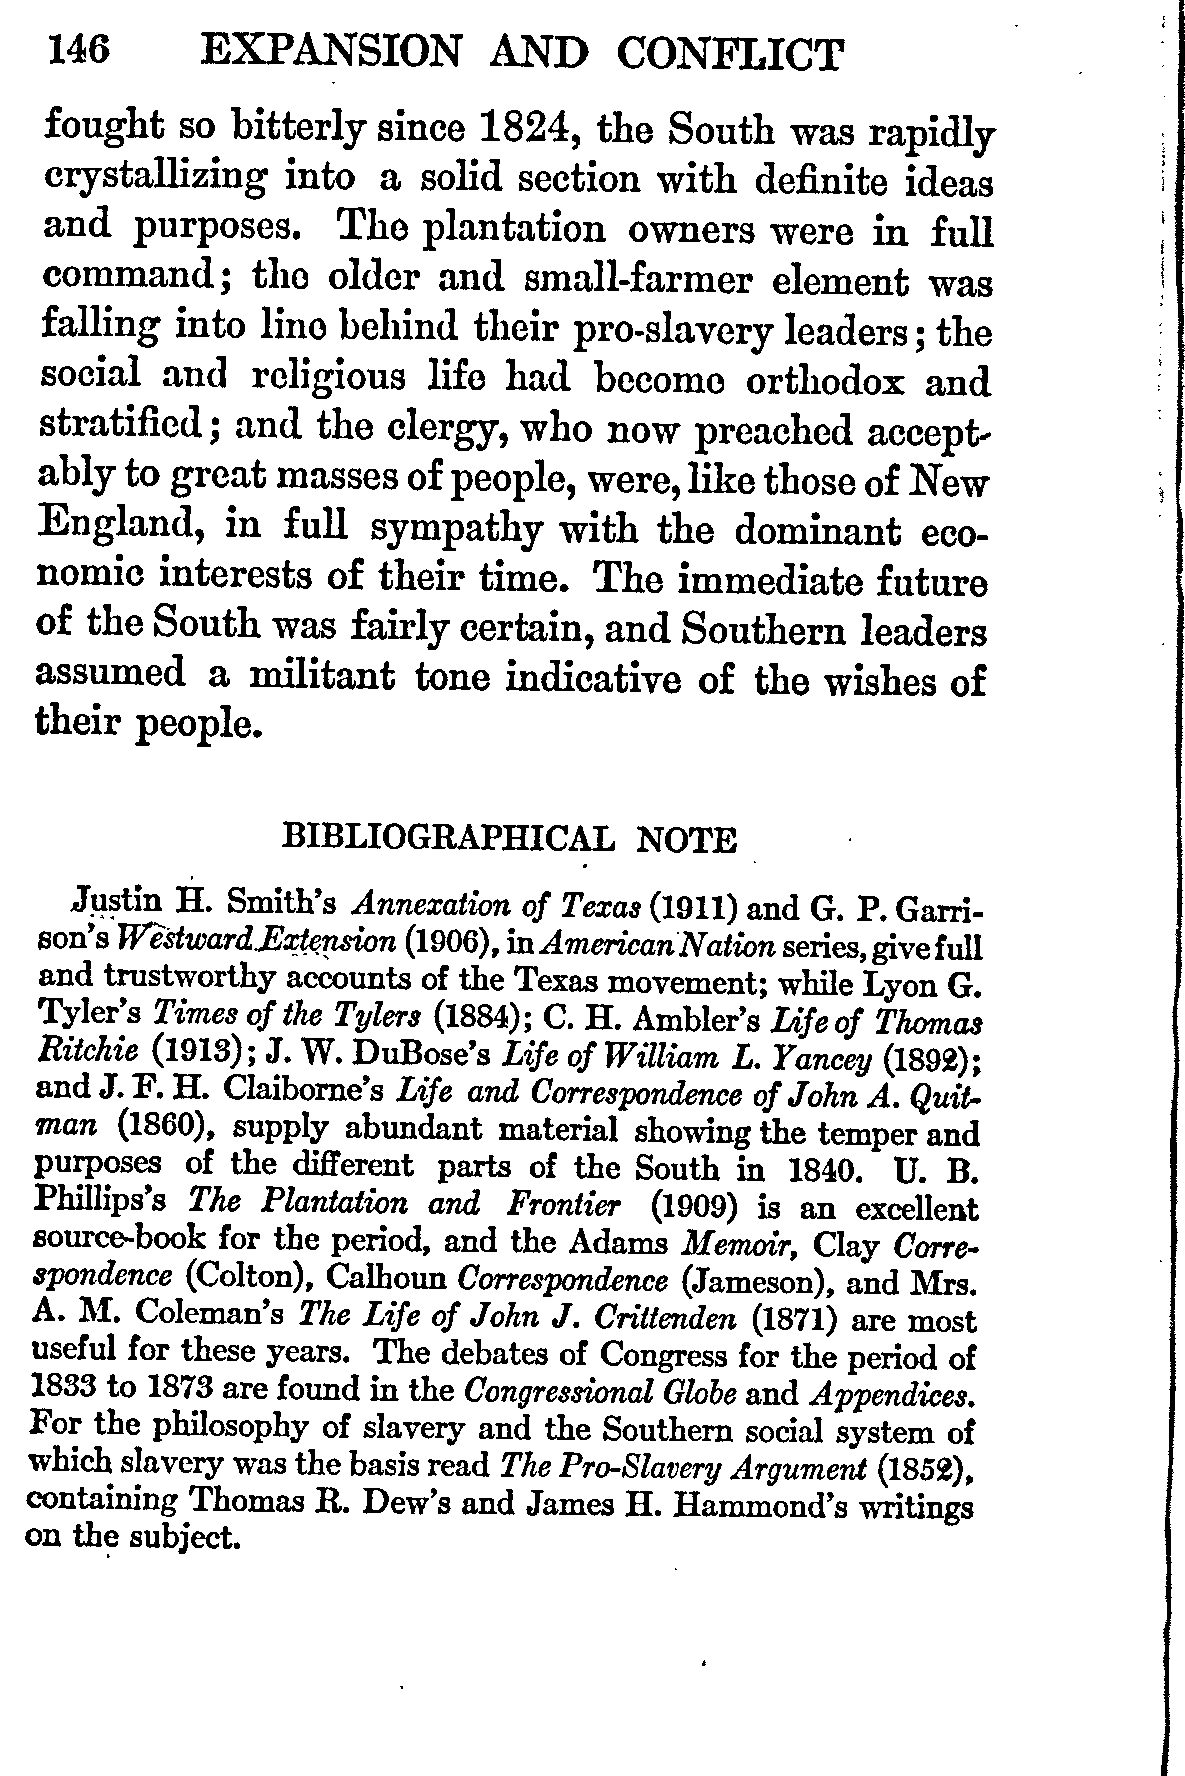 146 EXPANSION AND CONFLICT
fought so bitterly since 1824, the South was rapidly
crystallizing into a solid section with definite ideas
and purposes. The plantation owners were in full
command; the older and small-farmer element was
falling into line behind their pro-slavery leaders; the
social and religious life had become orthodox and
stratified; and the clergy, who now preached accept-
ably to great masses of people, were, like those of New
England, in full sympathy with the dominant eco-
nomic interests of their time. The immediate future
of the South was fairly certain, and Southern leaders
assumed a militant tone indicative of the wishes of
their people.
BIBLIOGRAPHICAL NOTE
Justin H. Smith's Annexation of Texas (1911) and G. P. Garri-
son's Westward Extension (1906), in American Nation series, give full
and trustworthy accounts of the Texas movement; while Lyon G.
Tyler's Times of the Tylers (1884); C. H. Ambler's Life of Thomas
Ritchie (1913); J. W. DuBose's Life of William L. Yancey (1892);
and J. F. H. Claiborne's Life and Correspondence of John A. Quit-
man (1860), supply abundant material showing the temper and
purposes of the different parts of the South in 1840. U. B.
Phillips's The Plantation and Frontier (1909) is an excellent
source-book for the period, and the Adams Memoir, Clay Corre-
spondence (Colton), Calhoun Correspondence (Jameson), and Mrs.
A. M. Coleman's The Life of John J. Crittenden (1871) are most
useful for these years. The debates of Congress for the period of
1833 to 1873 are found in the Congressional Globe and Appendices.
For the philosophy of slavery and the Southern social system of
which slavery was the basis read The Pro-Slavery Argument (1852),
containing Thomas R. Dew's and James H. Hammond's writings
on the subject.